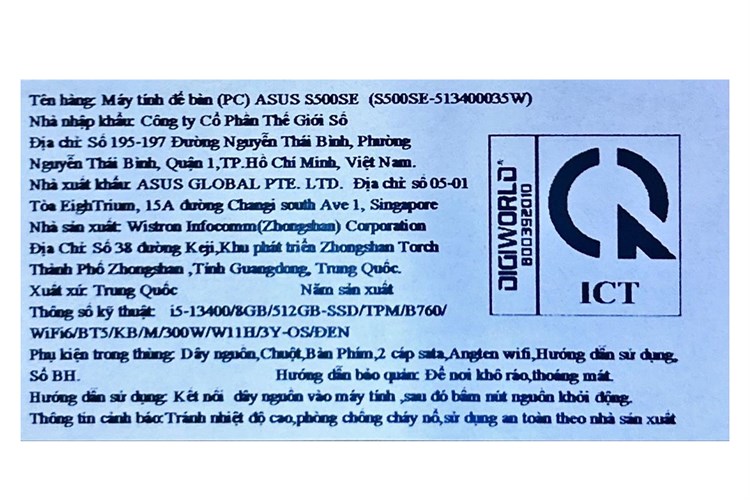 Tên hàng: Máy tính để bàn (PC) ASUS S500SE (S500SE-513400035W)
Nhà nhập khẩu: Công ty Cổ Phần Thế Giới Số
Địa chỉ: Số 195-197 Đường Nguyễn Thái Bình, Phường
Nguyễn Thái Bình, Quận 1,TP.Hồ Chí Minh, Việt Nam.
Nhà xuất khẩu: ASUS GLOBAL PTE. LTD. Địa chỉ: số 05-01
Tòa EighTrium, 15A đường Changi south Ave 1, Singapore
Nhà sản xuất: Wistron Infocomm(Zhongshan) Corporation
Địa Chỉ: Số 38 đường Keji,Khu phát triển Zhongshan Torch
Thành Phố Zhongshan ,Tỉnh Guangdong, Trung Quốc.
Xuất xứ: Trung Quốc Năm sản xuất
Thông số kỹ thuật: i5-13400/8GB/512GB-SSD/TPM/B760/
WiFi6/BT5/KB/M/300W/W11H/3Y-OS/ĐEN
Phụ kiện trong thùng: Dây nguồn,Chuột,Bàn Phím,2 cáp sata,Angten wifi,Hướng dẫn sử dụng,
Sổ BH. Hướng dẫn bảo quản: Để nơi khô ráo,thoáng mát.
Hướng dẫn sử dụng: Kết nối dây nguồn vào máy tính ,sau đó bấm nút nguồn khởi động.
Thông tin cảnh báo:Tránh nhiệt độ cao,phòng chống cháy nổ,sử dụng an toàn theo nhà sản xuất
DIGIWORLD
800392010
ICT